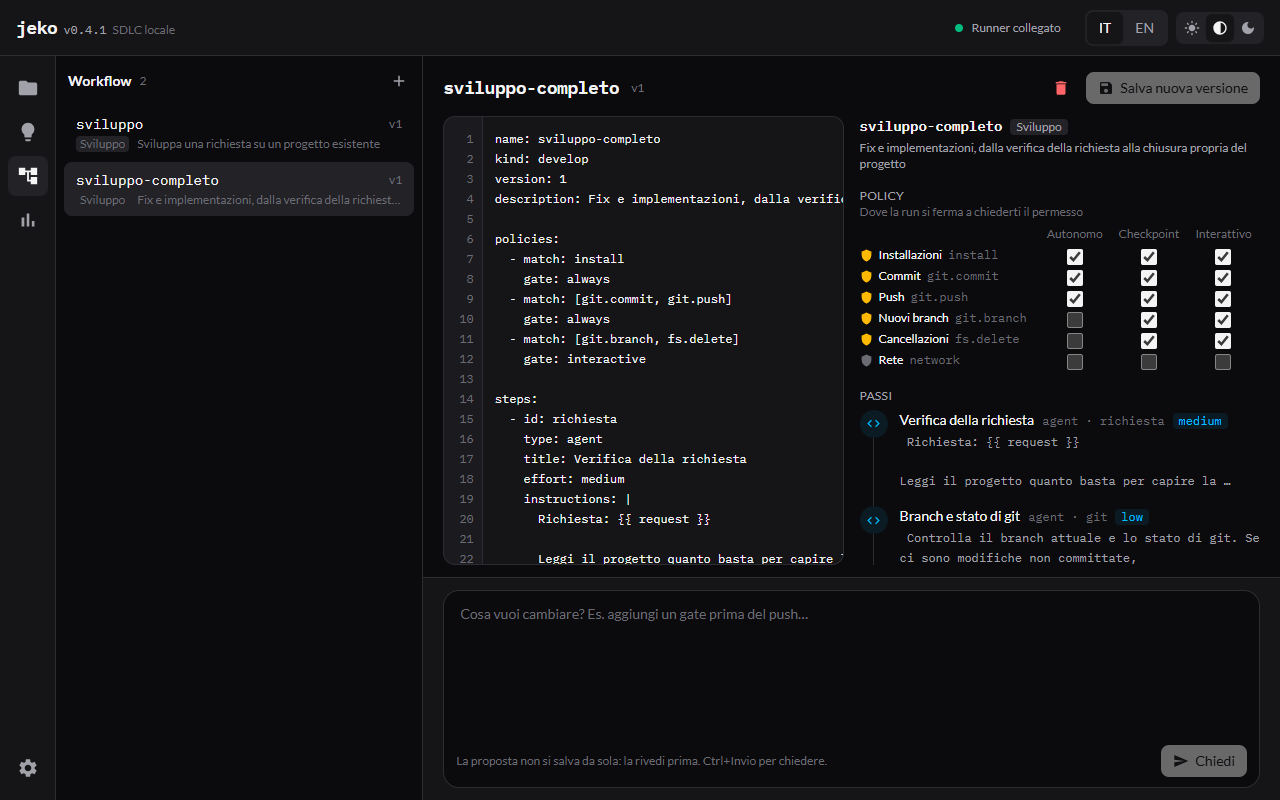 jeko v0.4.1 SDLC locale
Runner collegato
IT EN
Workflow 2
sviluppo v1
Sviluppo Sviluppa una richiesta su un progetto esistente
sviluppo-completo v1
Sviluppo Fix e implementazioni, dalla verifica della richiest...
sviluppo-completo v1
Salva nuova versione
1 name: sviluppo-completo
2 kind: develop
3 version: 1
4 description: Fix e implementazioni, dalla verific
5
6 policies:
7 - match: install
8 gate: always
9 - match: [git.commit, git.push]
10 gate: always
11 - match: [git.branch, fs.delete]
12 gate: interactive
13
14 steps:
15 - id: richiesta
16 type: agent
17 title: Verifica della richiesta
18 effort: medium
19 instructions: |
20 Richiesta: {{ request }}
21
22 Leggi il progetto quanto basta per capire
sviluppo-completo Sviluppo
Fix e implementazioni, dalla verifica della richiesta alla chiusura propria del
progetto
POLICY
Dove la run si ferma a chiederti il permesso
Autonomo Checkpoint Interattivo
Installazioni install
Commit git.commit
Push git.push
Nuovi branch git.branch
Cancellazioni fs.delete
Rete network
PASSI
Verifica della richiesta agent · richiesta medium
Richiesta: {{ request }}
Leggi il progetto quanto basta per capire la …
Branch e stato di git agent · git low
Controlla il branch attuale e lo stato di git. Se
ci sono modifiche non committate,
Cosa vuoi cambiare? Es. aggiungi un gate prima del push...
La proposta non si salva da sola: la rivedi prima. Ctrl+Invio per chiedere.
Chiedi